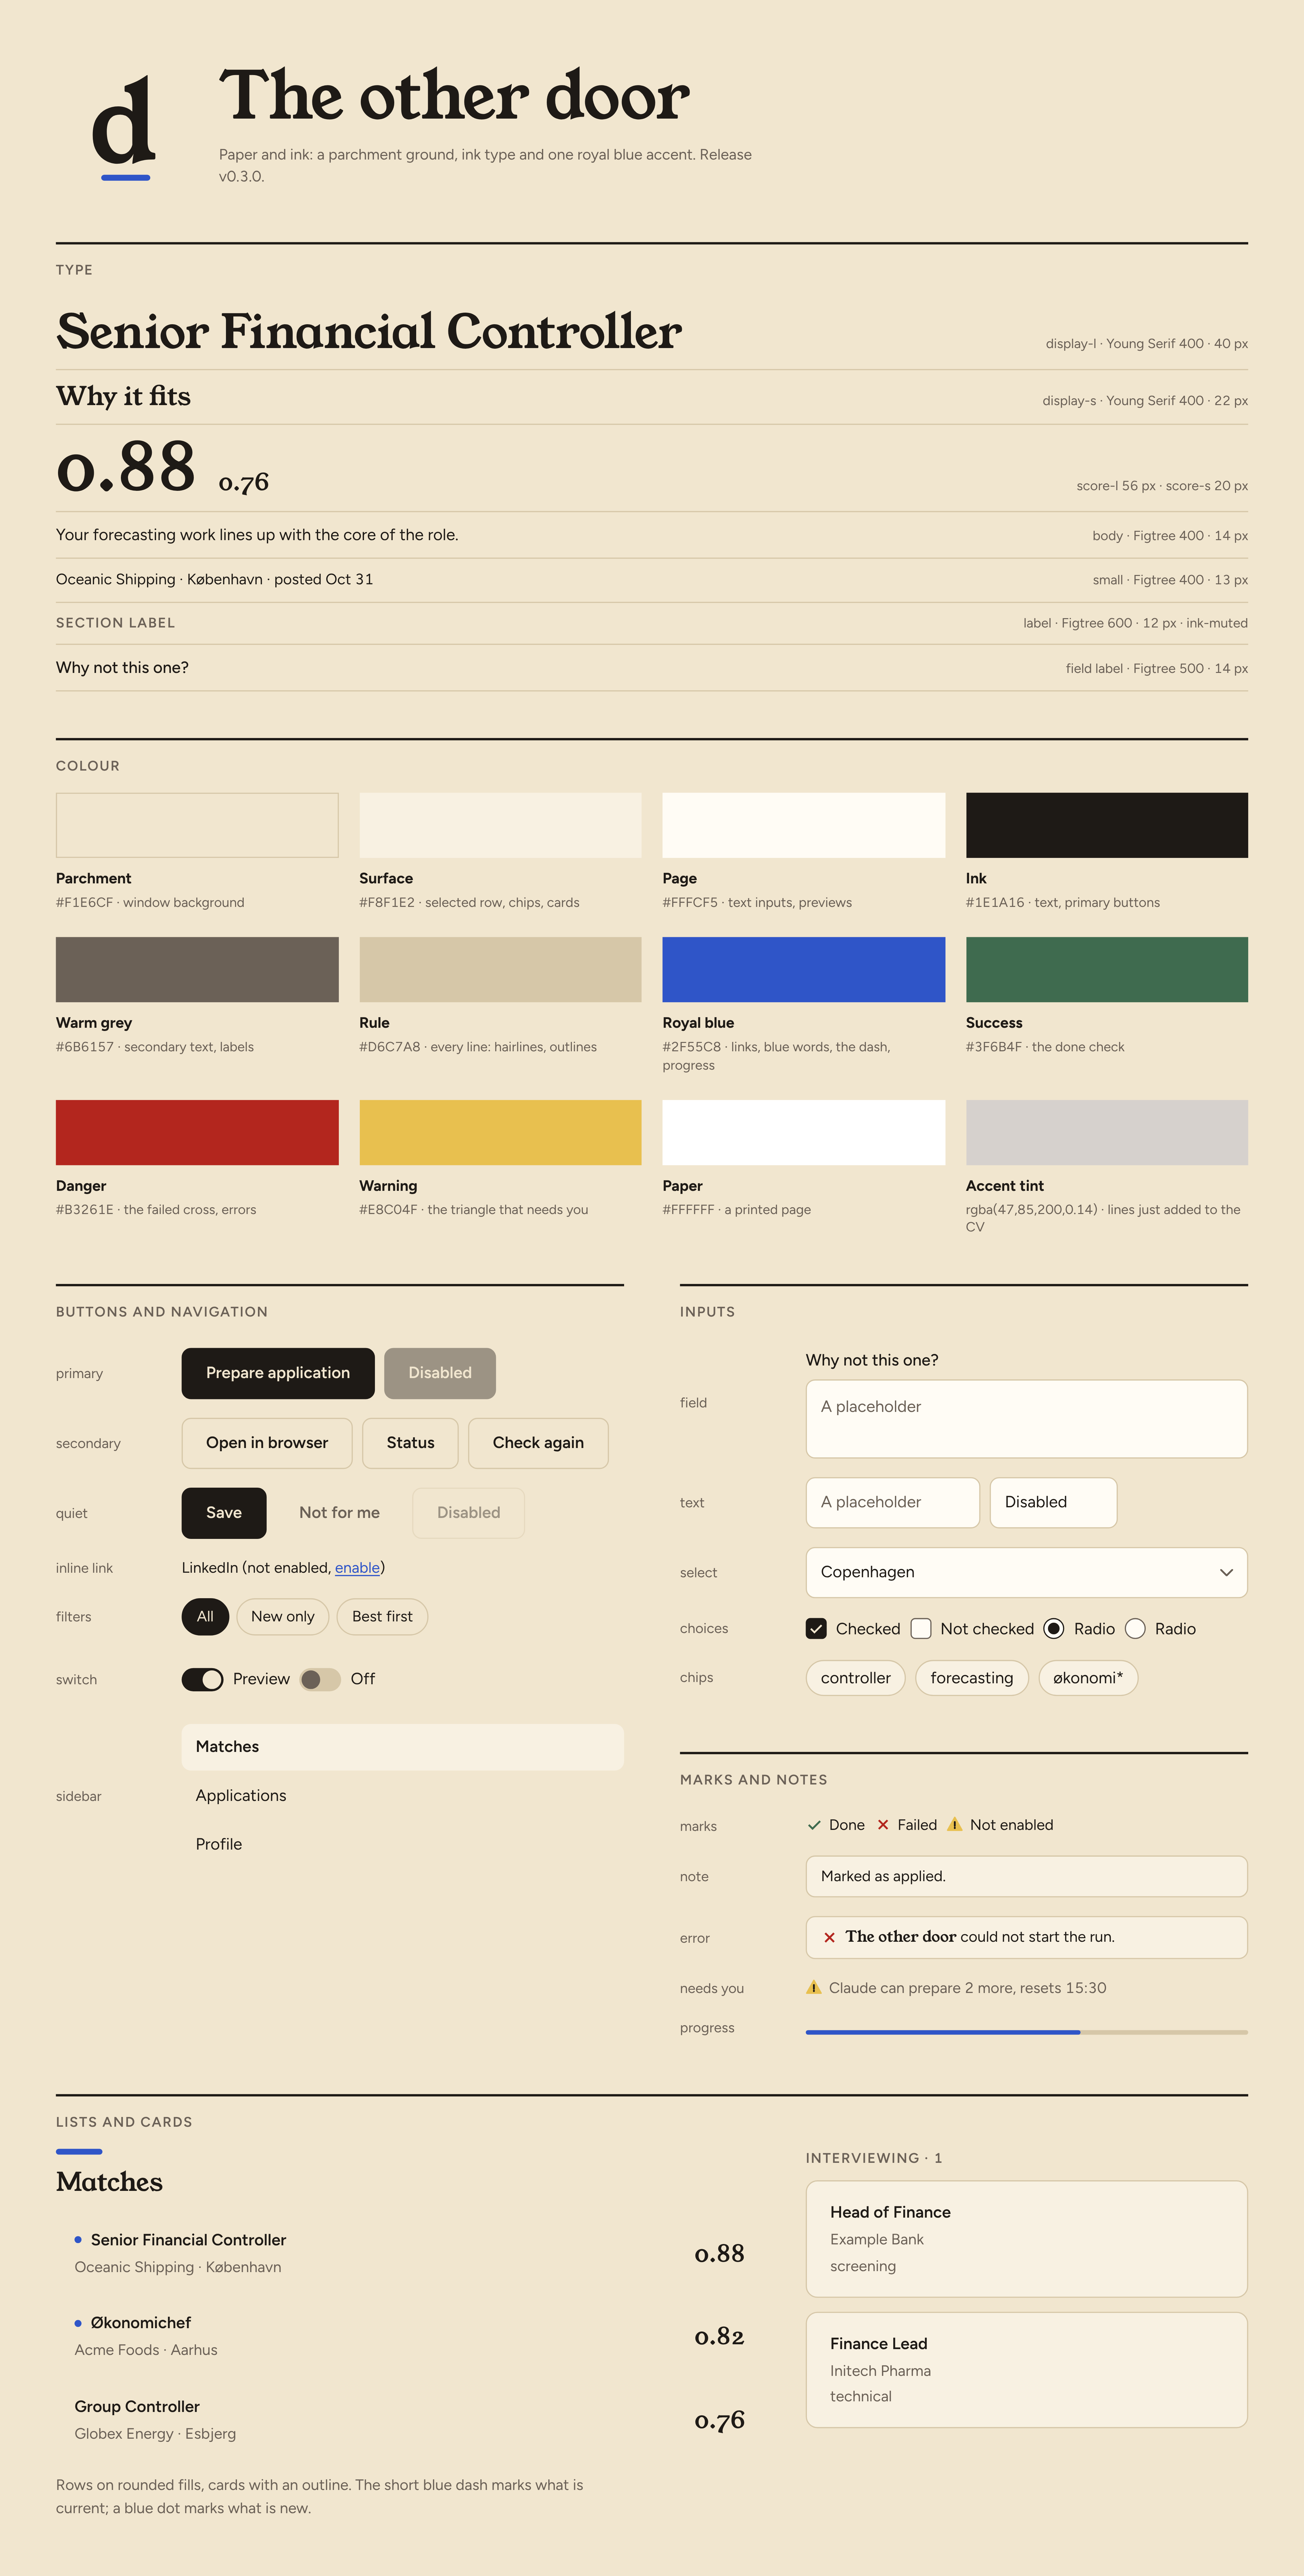 d
The other door
Paper and ink: a parchment ground, ink type and one royal blue accent. Release
v0.3.0.
TYPE
Senior Financial Controller
display-l · Young Serif 400 · 40 px
Why it fits
display-s · Young Serif 400 · 22 px
0.88 0.76
score-l 56 px · score-s 20 px
Your forecasting work lines up with the core of the role.
body · Figtree 400 · 14 px
Oceanic Shipping · København · posted Oct 31
small · Figtree 400 · 13 px
SECTION LABEL
label · Figtree 600 · 12 px · ink-muted
Why not this one?
field label · Figtree 500 · 14 px
COLOUR
Parchment
#F1E6CF · window background
Surface
#F8F1E2 · selected row, chips, cards
Page
#FFFCF5 · text inputs, previews
Ink
#1E1A16 · text, primary buttons
Warm grey
#6B6157 · secondary text, labels
Rule
#D6C7A8 · every line: hairlines, outlines
Royal blue
#2F55C8 · links, blue words, the dash,
progress
Success
#3F6B4F · the done check
Danger
#B3261E · the failed cross, errors
Warning
#E8C04F · the triangle that needs you
Paper
#FFFFFF · a printed page
Accent tint
rgba(47,85,200,0.14) · lines just added to the
CV
BUTTONS AND NAVIGATION
primary
Prepare application
Disabled
secondary
Open in browser
Status
Check again
quiet
Save
Not for me
Disabled
inline link
LinkedIn (not enabled, enable)
filters
All
New only
Best first
switch
Preview
Off
sidebar
Matches
Applications
Profile
INPUTS
field
Why not this one?
A placeholder
text
A placeholder
Disabled
select
Copenhagen
choices
Checked
Not checked
Radio
Radio
chips
controller
forecasting
økonomi*
MARKS AND NOTES
marks
Done
Failed
Not enabled
note
Marked as applied.
error
The other door could not start the run.
needs you
Claude can prepare 2 more, resets 15:30
progress
LISTS AND CARDS
Matches
Senior Financial Controller
Oceanic Shipping · København
0.88
Økonomichef
Acme Foods · Aarhus
0.82
Group Controller
Globex Energy · Esbjerg
0.76
Rows on rounded fills, cards with an outline. The short blue dash marks what is
current; a blue dot marks what is new.
INTERVIEWING · 1
Head of Finance
Example Bank
screening
Finance Lead
Initech Pharma
technical